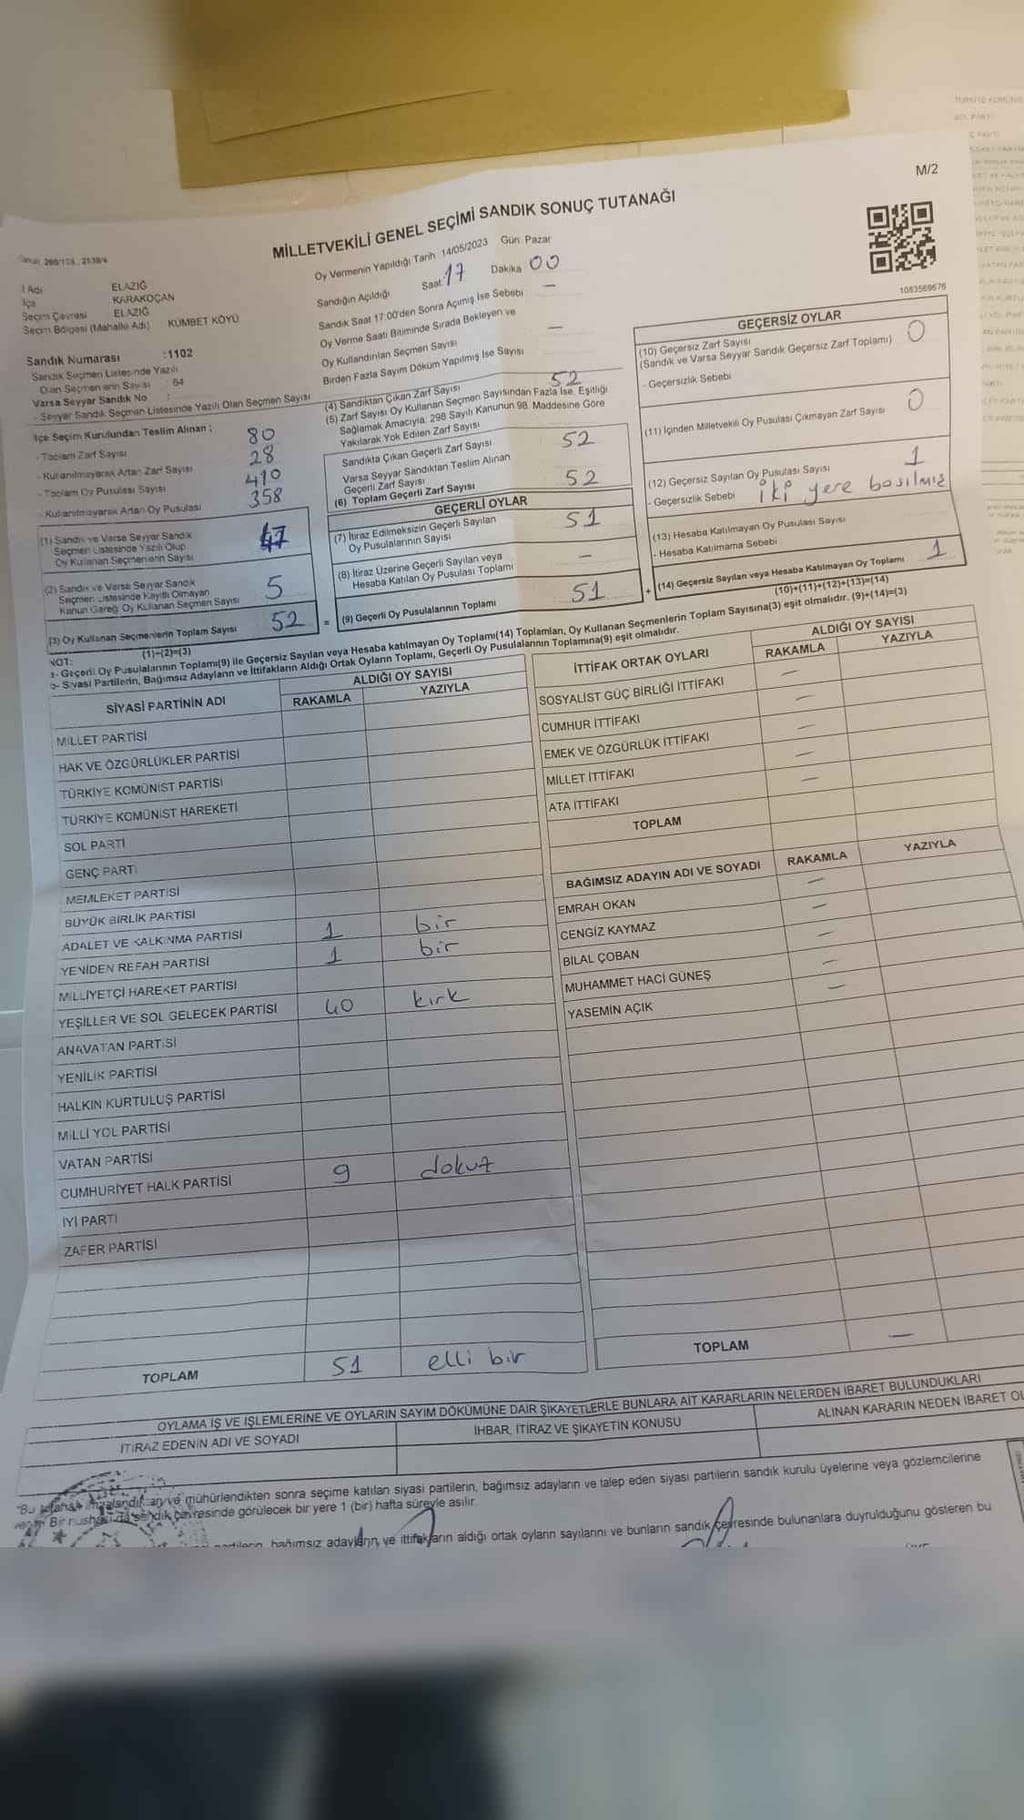 M/2
MİLLETVEKİLİ GENEL SEÇİMİ SANDIK SONUÇ TUTANAĞI
Oy Vermenin Yapıldığı Tarih 14/05/2023 Gün: Pazar
Sandığın Açıldığı Saat: 17 Dakika 00
Sandık Saat 17:00'den Sonra Açımış İse Sebebi —
Oy Verme Saati Bitiminde Sırada Bekleyen ve
Oy Kullandırılan Seçmen Sayısı —
Birden Fazla Sayım Döküm Yapılmış İse Sayısı
1083569676
İl Adı ELAZIĞ
İlçe KARAKOÇAN
Seçim Çevresi ELAZIĞ
Seçim Bölgesi (Mahalle Adı) KÜMBET KÖYÜ
Sandık Numarası :1102
Sandık Seçmen Listesinde Yazılı
Olan Seçmenlerin Sayısı 64
Varsa Seyyar Sandık No :
- Seyyar Sandık Seçmen Listesinde Yazılı Olan Seçmen Sayısı
İlçe Seçim Kurulundan Teslim Alınan ;
- Toplam Zarf Sayısı 80
- Kullanılmayarak Artan Zarf Sayısı 28
- Toplam Oy Pusulası Sayısı 410
- Kullanılmayarak Artan Oy Pusulası 358
(1) Sandık ve Varsa Seyyar Sandık
Seçmen Listesinde Yazılı Olup
Oy Kullanan Seçmenlerin Sayısı 47
(2) Sandık ve Varsa Seyyar Sandık
Seçmen Listesinde Kayıtlı Olmayan
Kanun Gereği Oy Kullanan Seçmen Sayısı 5
(3) Oy Kullanan Seçmenlerin Toplam Sayısı 52
(1)+(2)=(3)
(4) Sandıktan Çıkan Zarf Sayısı 52
(5) Zarf Sayısı Oy Kullanan Seçmen Sayısından Fazla İse, Eşitliği
Sağlamak Amacıyla, 298 Sayılı Kanunun 98. Maddesine Göre
Yakılarak Yok Edilen Zarf Sayısı
Sandıkta Çıkan Geçerli Zarf Sayısı 52
Varsa Seyyar Sandıktan Teslim Alınan
Geçerli Zarf Sayısı
(6) Toplam Geçerli Zarf Sayısı 52
GEÇERLİ OYLAR
(7) İtiraz Edilmeksizin Geçerli Sayılan
Oy Pusulalarının Sayısı 51
(8) İtiraz Üzerine Geçerli Sayılan veya
Hesaba Katılan Oy Pusulası Toplamı —
= (9) Geçerli Oy Pusulalarının Toplamı 51
GEÇERSİZ OYLAR
(10) Geçersiz Zarf Sayısı
(Sandık ve Varsa Seyyar Sandık Geçersiz Zarf Toplamı) 0
- Geçersizlik Sebebi
(11) İçinden Milletvekili Oy Pusulası Çıkmayan Zarf Sayısı 0
(12) Geçersiz Sayılan Oy Pusulası Sayısı 1
- Geçersizlik Sebebi iki yere basılmış
(13) Hesaba Katılmayan Oy Pusulası Sayısı
- Hesaba Katılmama Sebebi
+ (14) Geçersiz Sayılan veya Hesaba Katılmayan Oy Toplamı 1
(10)+(11)+(12)+(13)=(14)
NOT:
a- Geçerli Oy Pusulalarının Toplamı(9) ile Geçersiz Sayılan veya Hesaba katılmayan Oy Toplamı(14) Toplamları, Oy Kullanan Seçmenlerin Toplam Sayısına(3) eşit olmalıdır. (9)+(14)=(3)
b- Siyasi Partilerin, Bağımsız Adayların ve İttifakların Aldığı Ortak Oyların Toplamı, Geçerli Oy Pusulalarının Toplamına(9) eşit olmalıdır.
SİYASİ PARTİNİN ADI ALDIĞI OY SAYISI
RAKAMLA YAZIYLA
MİLLET PARTİSİ
HAK VE ÖZGÜRLÜKLER PARTİSİ
TÜRKİYE KOMÜNİST PARTİSİ
TÜRKİYE KOMÜNİST HAREKETİ
SOL PARTİ
GENÇ PARTİ
MEMLEKET PARTİSİ
BÜYÜK BİRLİK PARTİSİ
ADALET VE KALKINMA PARTİSİ 1 bir
YENİDEN REFAH PARTİSİ 1 bir
MİLLİYETÇİ HAREKET PARTİSİ
YEŞİLLER VE SOL GELECEK PARTİSİ 40 kırk
ANAVATAN PARTİSİ
YENİLİK PARTİSİ
HALKIN KURTULUŞ PARTİSİ
MİLLİ YOL PARTİSİ
VATAN PARTİSİ
CUMHURİYET HALK PARTİSİ 9 dokuz
İYİ PARTİ
ZAFER PARTİSİ
TOPLAM 51 elli bir
İTTİFAK ORTAK OYLARI ALDIĞI OY SAYISI
RAKAMLA YAZIYLA
SOSYALİST GÜÇ BİRLİĞİ İTTİFAKI —
CUMHUR İTTİFAKI —
EMEK VE ÖZGÜRLÜK İTTİFAKI —
MİLLET İTTİFAKI —
ATA İTTİFAKI —
TOPLAM
BAĞIMSIZ ADAYIN ADI VE SOYADI RAKAMLA YAZIYLA
EMRAH OKAN —
CENGİZ KAYMAZ —
BİLAL ÇOBAN —
MUHAMMET HACİ GÜNEŞ —
YASEMİN AÇIK —
TOPLAM —
OYLAMA İŞ VE İŞLEMLERİNE VE OYLARIN SAYIM DÖKÜMÜNE DAİR ŞİKAYETLERLE BUNLARA AİT KARARLARIN NELERDEN İBARET BULUNDUKLARI
İTİRAZ EDENİN ADI VE SOYADI İHBAR, İTİRAZ VE ŞİKAYETİN KONUSU ALINAN KARARIN NEDEN İBARET OL
"Bu ve mühürlendikten sonra seçime katılan siyasi partilerin, bağımsız adayların ve talep eden siyasi partilerin sandık kurulu üyelerine veya gözlemcilerine
Bir nüshası da sandık çevresinde görülecek bir yere 1 (bir) hafta süreyle asılır.
bağımsız adayların ve ittifakların aldığı ortak oyların sayılarını ve bunların sandık çevresinde bulunanlara duyrulduğunu gösteren bu